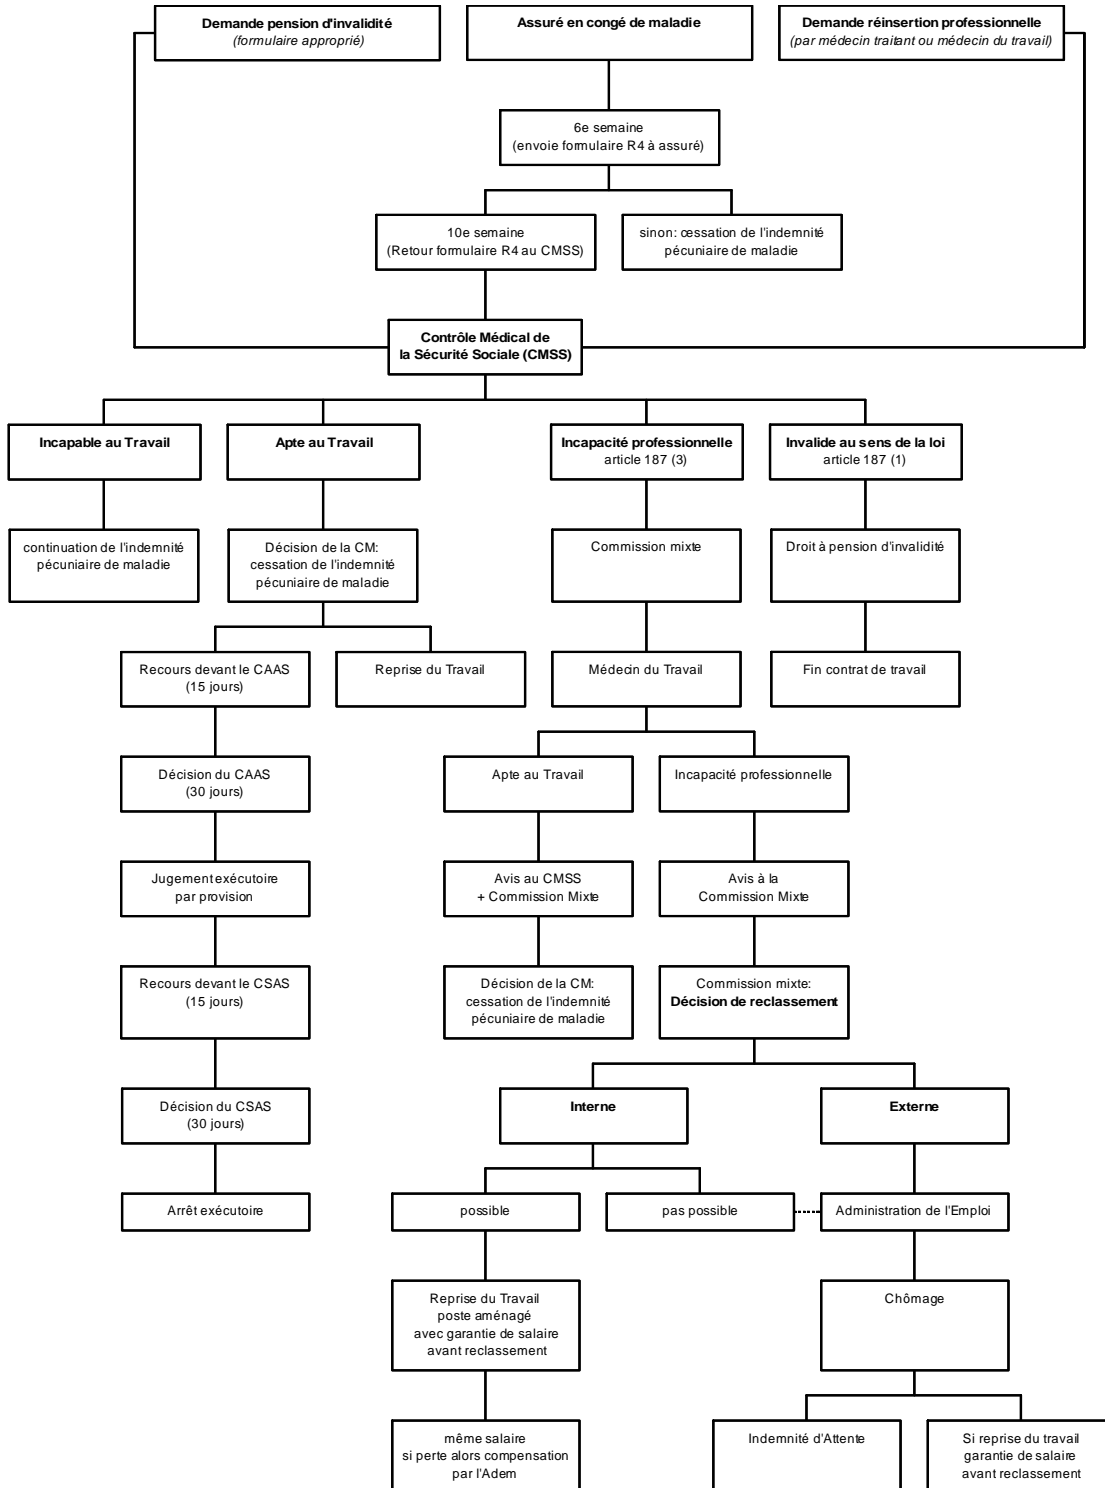 Demande pension d'invalidité
(formulaire approprié)
Assuré en congé de maladie
Demande réinsertion professionnelle
(par médecin traitant ou médecin du travail)
6e semaine
(envoie formulaire R4 à assuré)
10e semaine
(Retour formulaire R4 au CMSS)
sinon: cessation de l'indemnité
pécuniaire de maladie
Contrôle Médical de
la Sécurité Sociale (CMSS)
Incapable au Travail
Apte au Travail
Incapacité professionnelle
article 187 (3)
Invalide au sens de la loi
article 187 (1)
continuation de l'indemnité
pécuniaire de maladie
Décision de la CM:
cessation de l'indemnité
pécuniaire de maladie
Commission mixte
Droit à pension d'invalidité
Recours devant le CAAS
(15 jours)
Reprise du Travail
Médecin du Travail
Fin contrat de travail
Décision du CAAS
(30 jours)
Apte au Travail
Incapacité professionnelle
Jugement exécutoire
par provision
Avis au CMSS
+ Commission Mixte
Avis à la
Commission Mixte
Recours devant le CSAS
(15 jours)
Décision de la CM:
cessation de l'indemnité
pécuniaire de maladie
Commission mixte:
Décision de reclassement
Décision du CSAS
(30 jours)
Interne
Externe
Arrêt exécutoire
possible
pas possible
Administration de l'Emploi
Reprise du Travail
poste aménagé
avec garantie de salaire
avant reclassement
Chômage
même salaire
si perte alors compensation
par l'Adem
Indemnité d'Attente
Si reprise du travail
garantie de salaire
avant reclassement